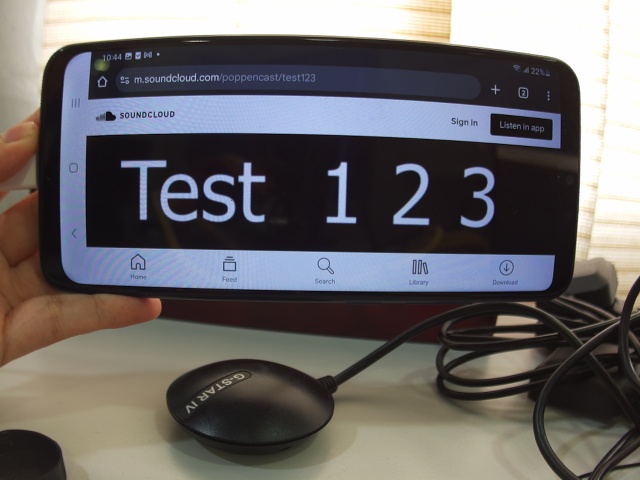 10:44
22%
m.soundcloud.com/poppencast/test123
2
SOUNDCLOUD
Sign in
Listen in app
Test 1 2 3
Home
Feed
Search
Library
Download
G-STAR IV